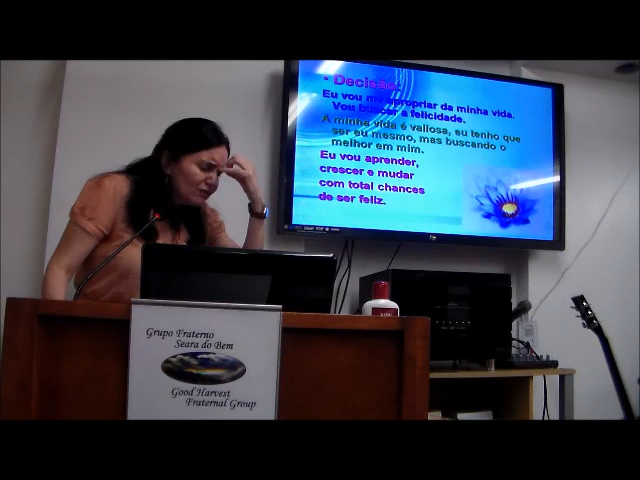 • Decisão:
Eu vou me apropriar da minha vida.
Vou buscar a felicidade.
A minha vida é valiosa, eu tenho que
ser eu mesmo, mas buscando o
melhor em mim.
Eu vou aprender,
crescer e mudar
com total chances
de ser feliz.
Grupo Fraterno
Seara do Bem
Good Harvest
Fraternal Group